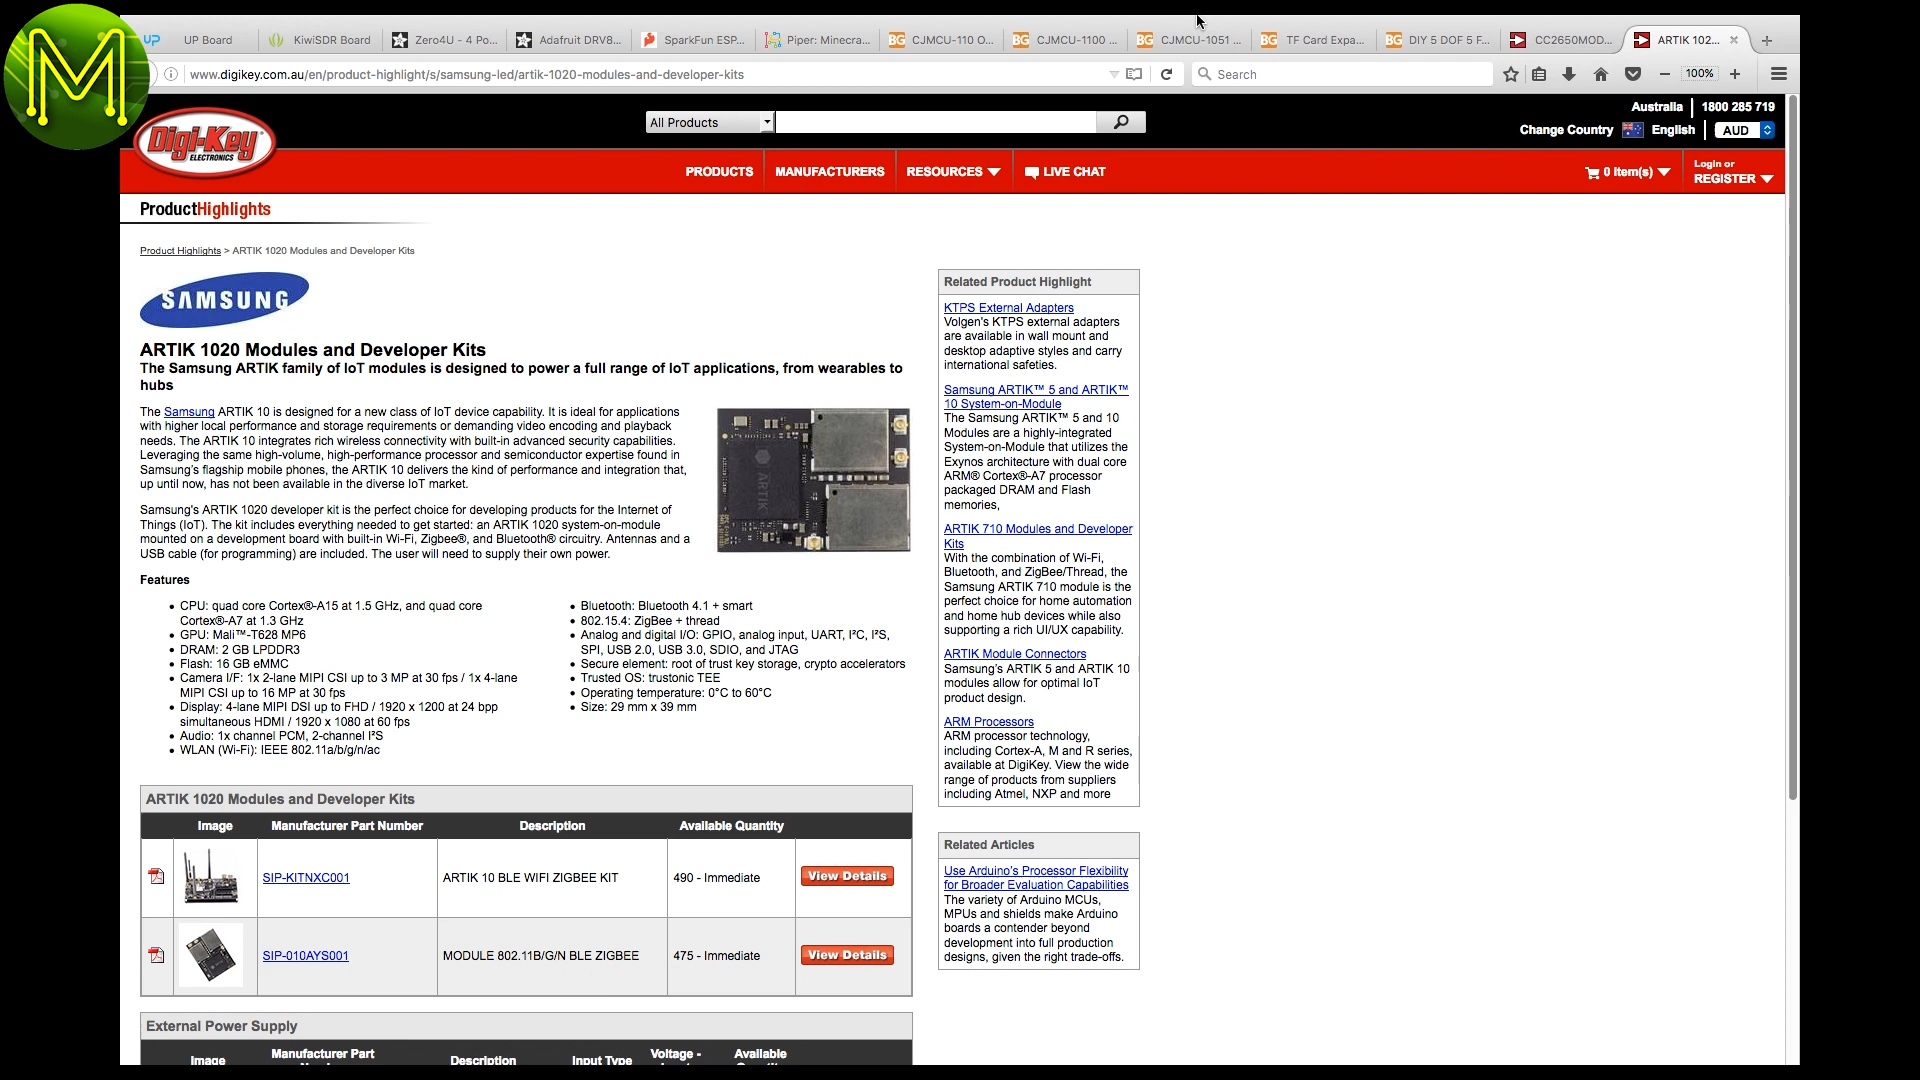 M
UP UP Board
KiwiSDR Board
Zero4U - 4 Po...
Adafruit DRV8...
SparkFun ESP...
Piper: Minecra...
BG CJMCU-110 O...
BG CJMCU-1100 ...
BG CJMCU-1051 ...
BG TF Card Expa...
BG DIY 5 DOF 5 F...
CC2650MOD...
ARTIK 102...
www.digikey.com.au/en/product-highlight/s/samsung-led/artik-1020-modules-and-developer-kits
Search
100%
Digi-Key
ELECTRONICS
All Products
Australia | 1800 285 719
Change Country English | AUD
PRODUCTS
MANUFACTURERS
RESOURCES
LIVE CHAT
0 Item(s)
Login or
REGISTER
ProductHighlights
Product Highlights > ARTIK 1020 Modules and Developer Kits
SAMSUNG
ARTIK 1020 Modules and Developer Kits
The Samsung ARTIK family of IoT modules is designed to power a full range of IoT applications, from wearables to
hubs
The Samsung ARTIK 10 is designed for a new class of IoT device capability. It is ideal for applications
with higher local performance and storage requirements or demanding video encoding and playback
needs. The ARTIK 10 integrates rich wireless connectivity with built-in advanced security capabilities.
Leveraging the same high-volume, high-performance processor and semiconductor expertise found in
Samsung's flagship mobile phones, the ARTIK 10 delivers the kind of performance and integration that,
up until now, has not been available in the diverse IoT market.
Samsung's ARTIK 1020 developer kit is the perfect choice for developing products for the Internet of
Things (IoT). The kit includes everything needed to get started: an ARTIK 1020 system-on-module
mounted on a development board with built-in Wi-Fi, Zigbee®, and Bluetooth® circuitry. Antennas and a
USB cable (for programming) are included. The user will need to supply their own power.
ARTIK
Features
• CPU: quad core Cortex®-A15 at 1.5 GHz, and quad core
Cortex®-A7 at 1.3 GHz
• GPU: Mali™-T628 MP6
• DRAM: 2 GB LPDDR3
• Flash: 16 GB eMMC
• Camera I/F: 1x 2-lane MIPI CSI up to 3 MP at 30 fps / 1x 4-lane
MIPI CSI up to 16 MP at 30 fps
• Display: 4-lane MIPI DSI up to FHD / 1920 x 1200 at 24 bpp
simultaneous HDMI / 1920 x 1080 at 60 fps
• Audio: 1x channel PCM, 2-channel I²S
• WLAN (Wi-Fi): IEEE 802.11a/b/g/n/ac
• Bluetooth: Bluetooth 4.1 + smart
• 802.15.4: ZigBee + thread
• Analog and digital I/O: GPIO, analog input, UART, I²C, I²S,
SPI, USB 2.0, USB 3.0, SDIO, and JTAG
• Secure element: root of trust key storage, crypto accelerators
• Trusted OS: trustonic TEE
• Operating temperature: 0°C to 60°C
• Size: 29 mm x 39 mm
ARTIK 1020 Modules and Developer Kits
Image Manufacturer Part Number Description Available Quantity
SIP-KITNXC001 ARTIK 10 BLE WIFI ZIGBEE KIT 490 - Immediate View Details
SIP-010AYS001 MODULE 802.11B/G/N BLE ZIGBEE 475 - Immediate View Details
External Power Supply
Image
Manufacturer Part
Description
Input Type
Voltage -
Available
Related Product Highlight
KTPS External Adapters
Volgen's KTPS external adapters
are available in wall mount and
desktop adaptive styles and carry
international safeties.
Samsung ARTIK™ 5 and ARTIK™
10 System-on-Module
The Samsung ARTIK™ 5 and 10
Modules are a highly-integrated
System-on-Module that utilizes the
Exynos architecture with dual core
ARM® Cortex®-A7 processor
packaged DRAM and Flash
memories,
ARTIK 710 Modules and Developer
Kits
With the combination of Wi-Fi,
Bluetooth, and ZigBee/Thread, the
Samsung ARTIK 710 module is the
perfect choice for home automation
and home hub devices while also
supporting a rich UI/UX capability.
ARTIK Module Connectors
Samsung's ARTIK 5 and ARTIK 10
modules allow for optimal IoT
product design.
ARM Processors
ARM processor technology,
including Cortex-A, M and R series,
available at DigiKey. View the wide
range of products from suppliers
including Atmel, NXP and more
Related Articles
Use Arduino's Processor Flexibility
for Broader Evaluation Capabilities
The variety of Arduino MCUs,
MPUs and shields make Arduino
boards a contender beyond
development into full production
designs, given the right trade-offs.